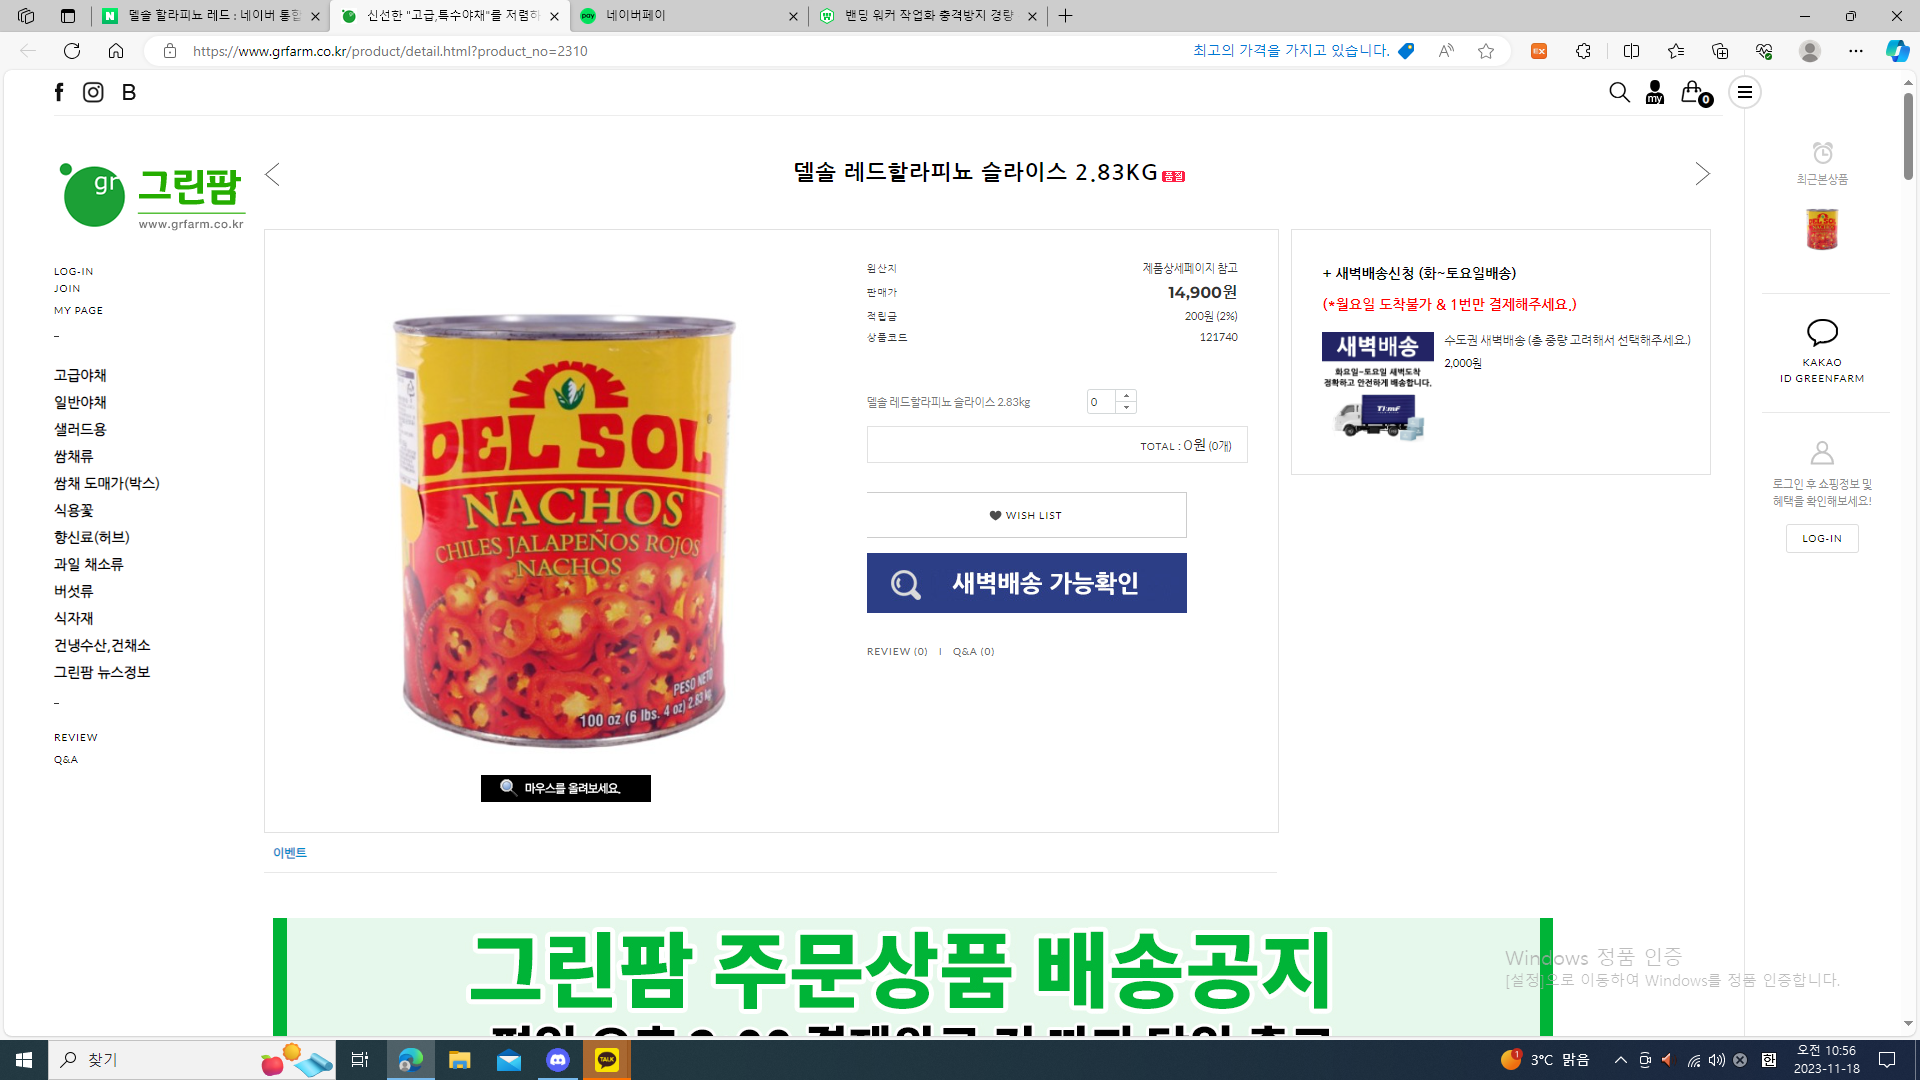 델솔 할라피뇨 레드 : 네이버 통합
신선한 "고급,특수야채"를 저렴하
네이버페이
밴딩 워커 작업화 충격방지 경량
https://www.grfarm.co.kr/product/detail.html?product_no=2310
최고의 가격을 가지고 있습니다.
B
my
0
gr 그린팜
www.grfarm.co.kr
LOG-IN
JOIN
MY PAGE
고급야채
일반야채
샐러드용
쌈채류
쌈채 도매가(박스)
식용꽃
향신료(허브)
과일 채소류
버섯류
식자재
건냉수산,건채소
그린팜 뉴스정보
REVIEW
Q&A
델솔 레드할라피뇨 슬라이스 2.83KG 품절
DEL SOL
NACHOS
CHILES JALAPEÑOS ROJOS
NACHOS
PESO NETO
100 oz (6 lbs. 4 oz) 2.83 kg
마우스를 올려보세요.
원산지 제품상세페이지 참고
판매가 14,900원
적립금 200원 (2%)
상품코드 121740
델솔 레드할라피뇨 슬라이스 2.83kg 0
TOTAL : 0원 (0개)
WISH LIST
새벽배송 가능확인
REVIEW (0) I Q&A (0)
+ 새벽배송신청 (화~토요일배송)
(*월요일 도착불가 & 1번만 결제해주세요.)
새벽배송
화요일~토요일 새벽도착
정확하고 안전하게 배송합니다.
수도권 새벽배송 (총 중량 고려해서 선택해주세요.)
2,000원
최근본상품
DEL SOL
KAKAO
ID GREENFARM
로그인 후 쇼핑정보 및
혜택을 확인해보세요!
LOG-IN
이벤트
그린팜 주문상품 배송공지
Windows 정품 인증
[설정]으로 이동하여 Windows를 정품 인증합니다.
찾기
TALK
1
3°C 맑음
한
오전 10:56
2023-11-18